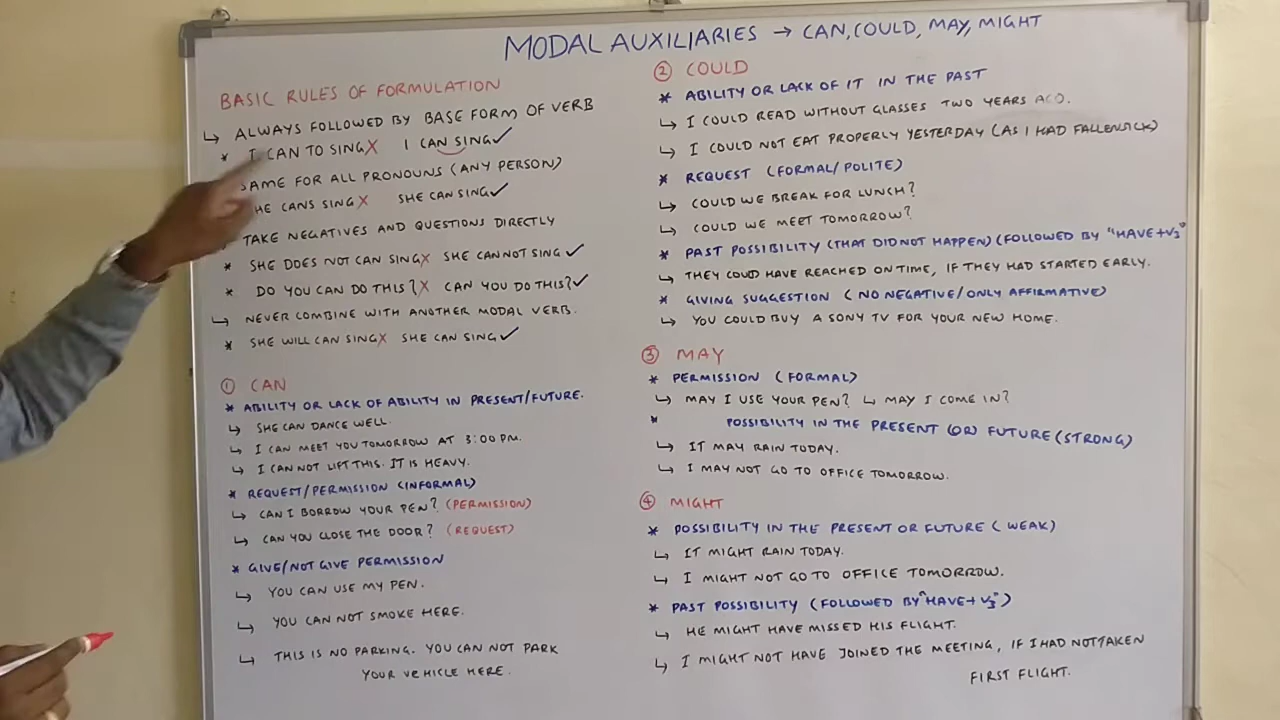 MODAL AUXILIARIES → CAN, COULD, MAY, MIGHT
BASIC RULES OF FORMULATION
↳ ALWAYS FOLLOWED BY BASE FORM OF VERB
* I CAN TO SING ✗ I CAN SING ✓
SAME FOR ALL PRONOUNS (ANY PERSON)
HE CANS SING ✗ SHE CAN SING ✓
TAKE NEGATIVES AND QUESTIONS DIRECTLY
* SHE DOES NOT CAN SING ✗ SHE CANNOT SING ✓
* DO YOU CAN DO THIS? ✗ CAN YOU DO THIS? ✓
↳ NEVER COMBINE WITH ANOTHER MODAL VERB.
* SHE WILL CAN SING ✗ SHE CAN SING ✓
① CAN
* ABILITY OR LACK OF ABILITY IN PRESENT/FUTURE.
↳ SHE CAN DANCE WELL.
↳ I CAN MEET YOU TOMORROW AT 3:00 PM.
↳ I CAN NOT LIFT THIS. IT IS HEAVY.
* REQUEST/PERMISSION (INFORMAL)
↳ CAN I BORROW YOUR PEN? (PERMISSION)
↳ CAN YOU CLOSE THE DOOR? (REQUEST)
* GIVE/NOT GIVE PERMISSION
↳ YOU CAN USE MY PEN.
↳ YOU CAN NOT SMOKE HERE.
↳ THIS IS NO PARKING. YOU CAN NOT PARK
YOUR VEHICLE HERE.
② COULD
* ABILITY OR LACK OF IT IN THE PAST
↳ I COULD READ WITHOUT GLASSES TWO YEARS AGO.
↳ I COULD NOT EAT PROPERLY YESTERDAY (AS I HAD FALLEN SICK)
* REQUEST (FORMAL/POLITE)
↳ COULD WE BREAK FOR LUNCH?
↳ COULD WE MEET TOMORROW?
* PAST POSSIBILITY (THAT DID NOT HAPPEN) (FOLLOWED BY "HAVE+V₃"
↳ THEY COULD HAVE REACHED ON TIME, IF THEY HAD STARTED EARLY.
* GIVING SUGGESTION (NO NEGATIVE/ONLY AFFIRMATIVE)
↳ YOU COULD BUY A SONY TV FOR YOUR NEW HOME.
③ MAY
* PERMISSION (FORMAL)
↳ MAY I USE YOUR PEN? ↳ MAY I COME IN?
* POSSIBILITY IN THE PRESENT (OR) FUTURE (STRONG)
↳ IT MAY RAIN TODAY.
↳ I MAY NOT GO TO OFFICE TOMORROW.
④ MIGHT
* POSSIBILITY IN THE PRESENT OR FUTURE (WEAK)
↳ IT MIGHT RAIN TODAY.
↳ I MIGHT NOT GO TO OFFICE TOMORROW.
* PAST POSSIBILITY (FOLLOWED BY "HAVE+V₃")
↳ HE MIGHT HAVE MISSED HIS FLIGHT.
↳ I MIGHT NOT HAVE JOINED THE MEETING, IF I HAD NOT TAKEN
FIRST FLIGHT.